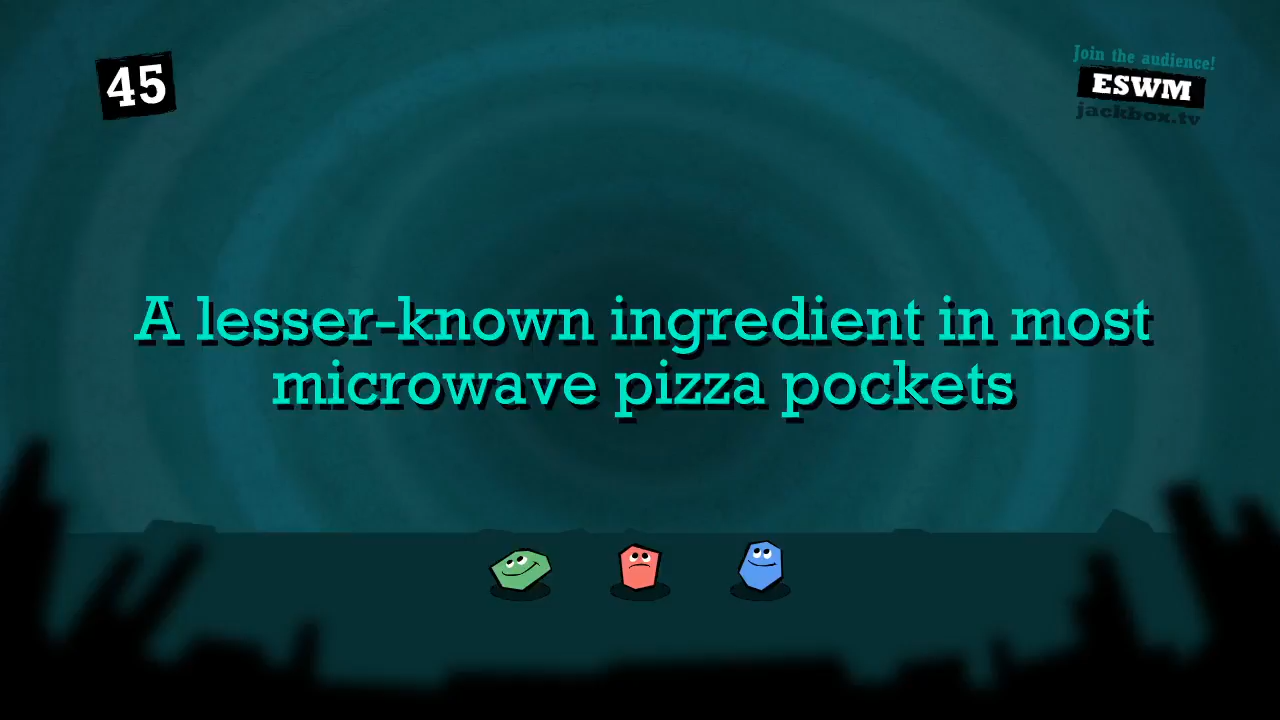 45
Join the audience!
ESWM
jackbox.tv
A lesser-known ingredient in most
microwave pizza pockets